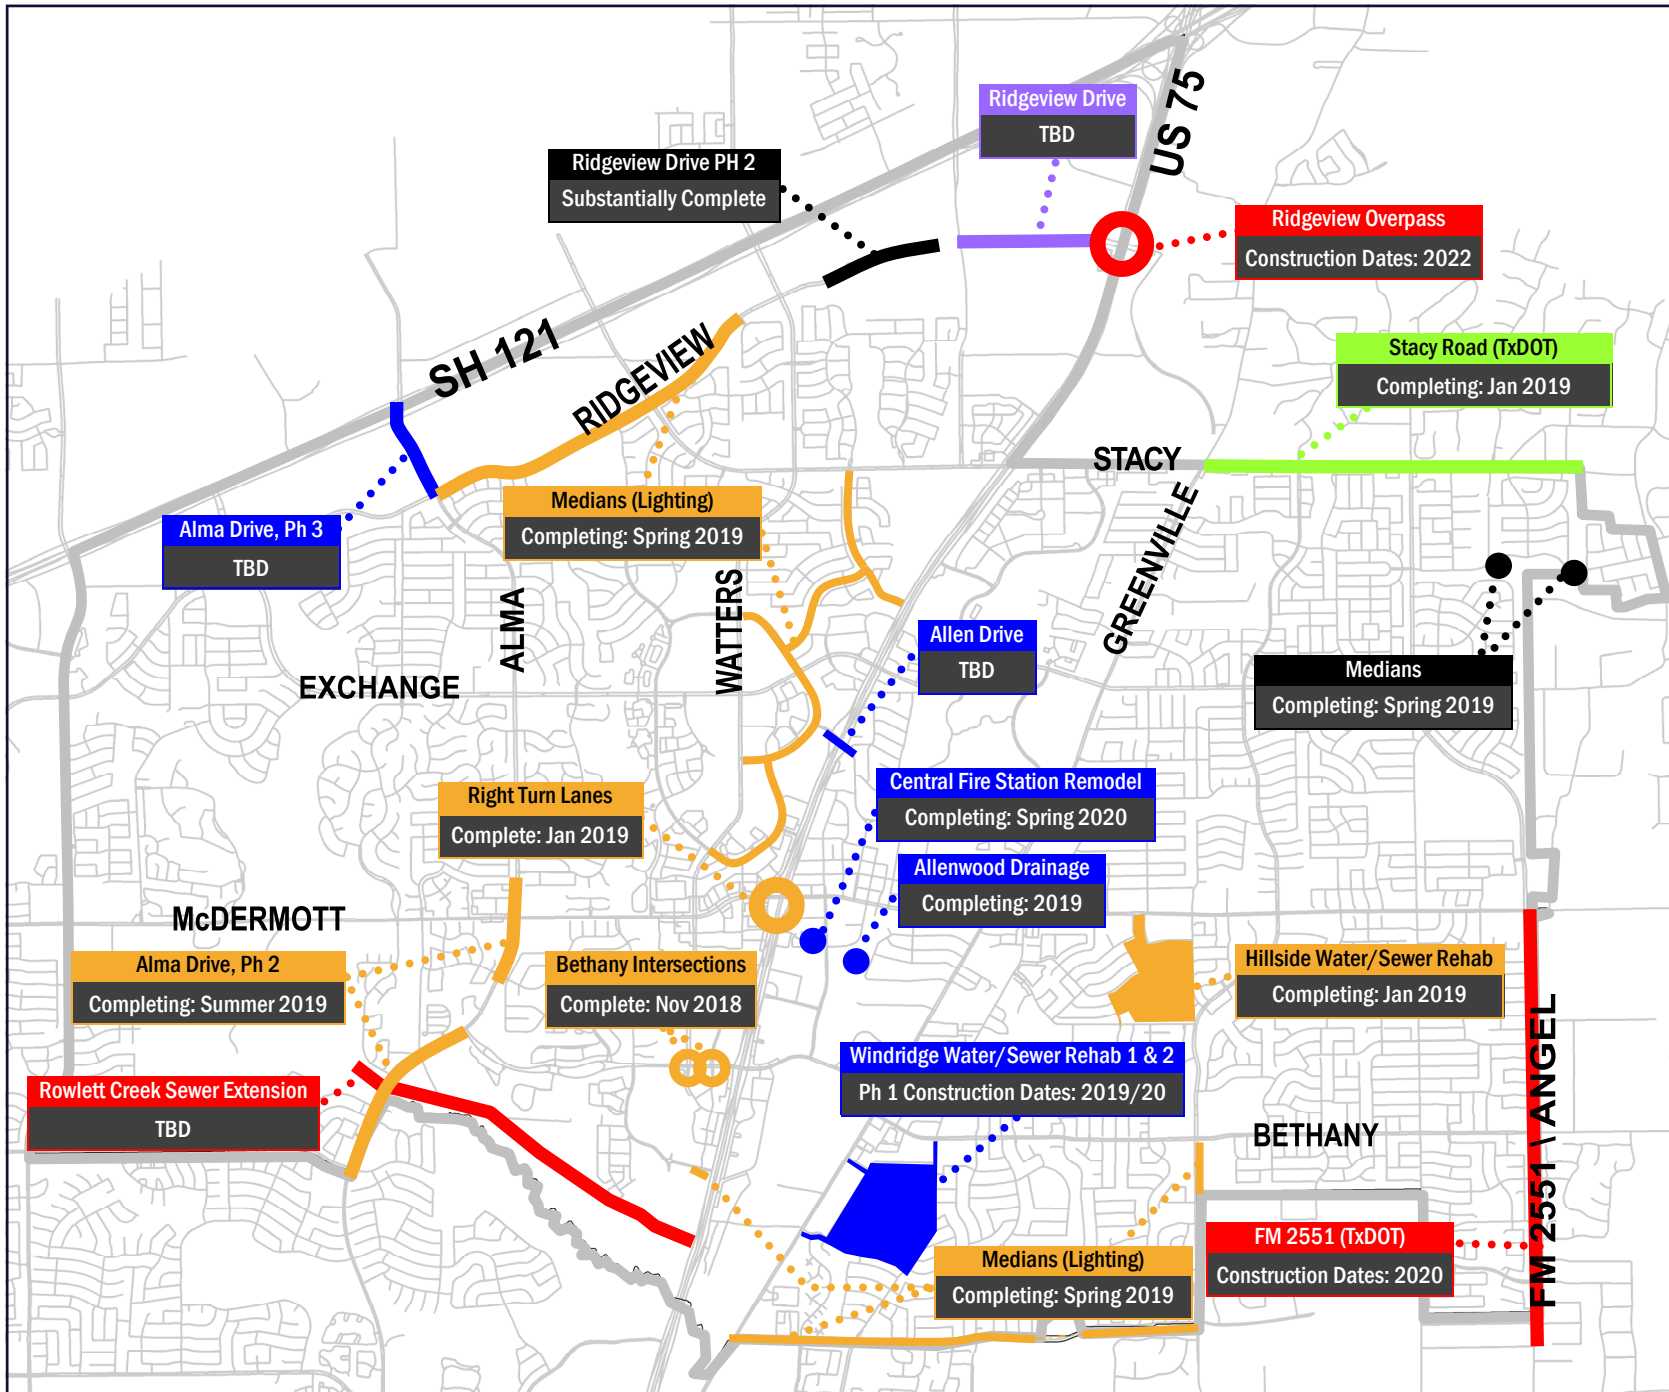 Ridgeview Drive
TBD
US 75
Ridgeview Drive PH 2
Substantially Complete
Ridgeview Overpass
Construction Dates: 2022
SH 121
RIDGEVIEW
Stacy Road (TxDOT)
Completing: Jan 2019
STACY
Medians (Lighting)
Completing: Spring 2019
Alma Drive, Ph 3
TBD
ALMA
WATTERS
GREENVILLE
Allen Drive
TBD
EXCHANGE
Medians
Completing: Spring 2019
Right Turn Lanes
Complete: Jan 2019
Central Fire Station Remodel
Completing: Spring 2020
Allenwood Drainage
Completing: 2019
McDERMOTT
Alma Drive, Ph 2
Completing: Summer 2019
Bethany Intersections
Complete: Nov 2018
Hillside Water/Sewer Rehab
Completing: Jan 2019
Windridge Water/Sewer Rehab 1 & 2
Ph 1 Construction Dates: 2019/20
Rowlett Creek Sewer Extension
TBD
BETHANY
FM 2551 \ ANGEL
FM 2551 (TxDOT)
Construction Dates: 2020
Medians (Lighting)
Completing: Spring 2019